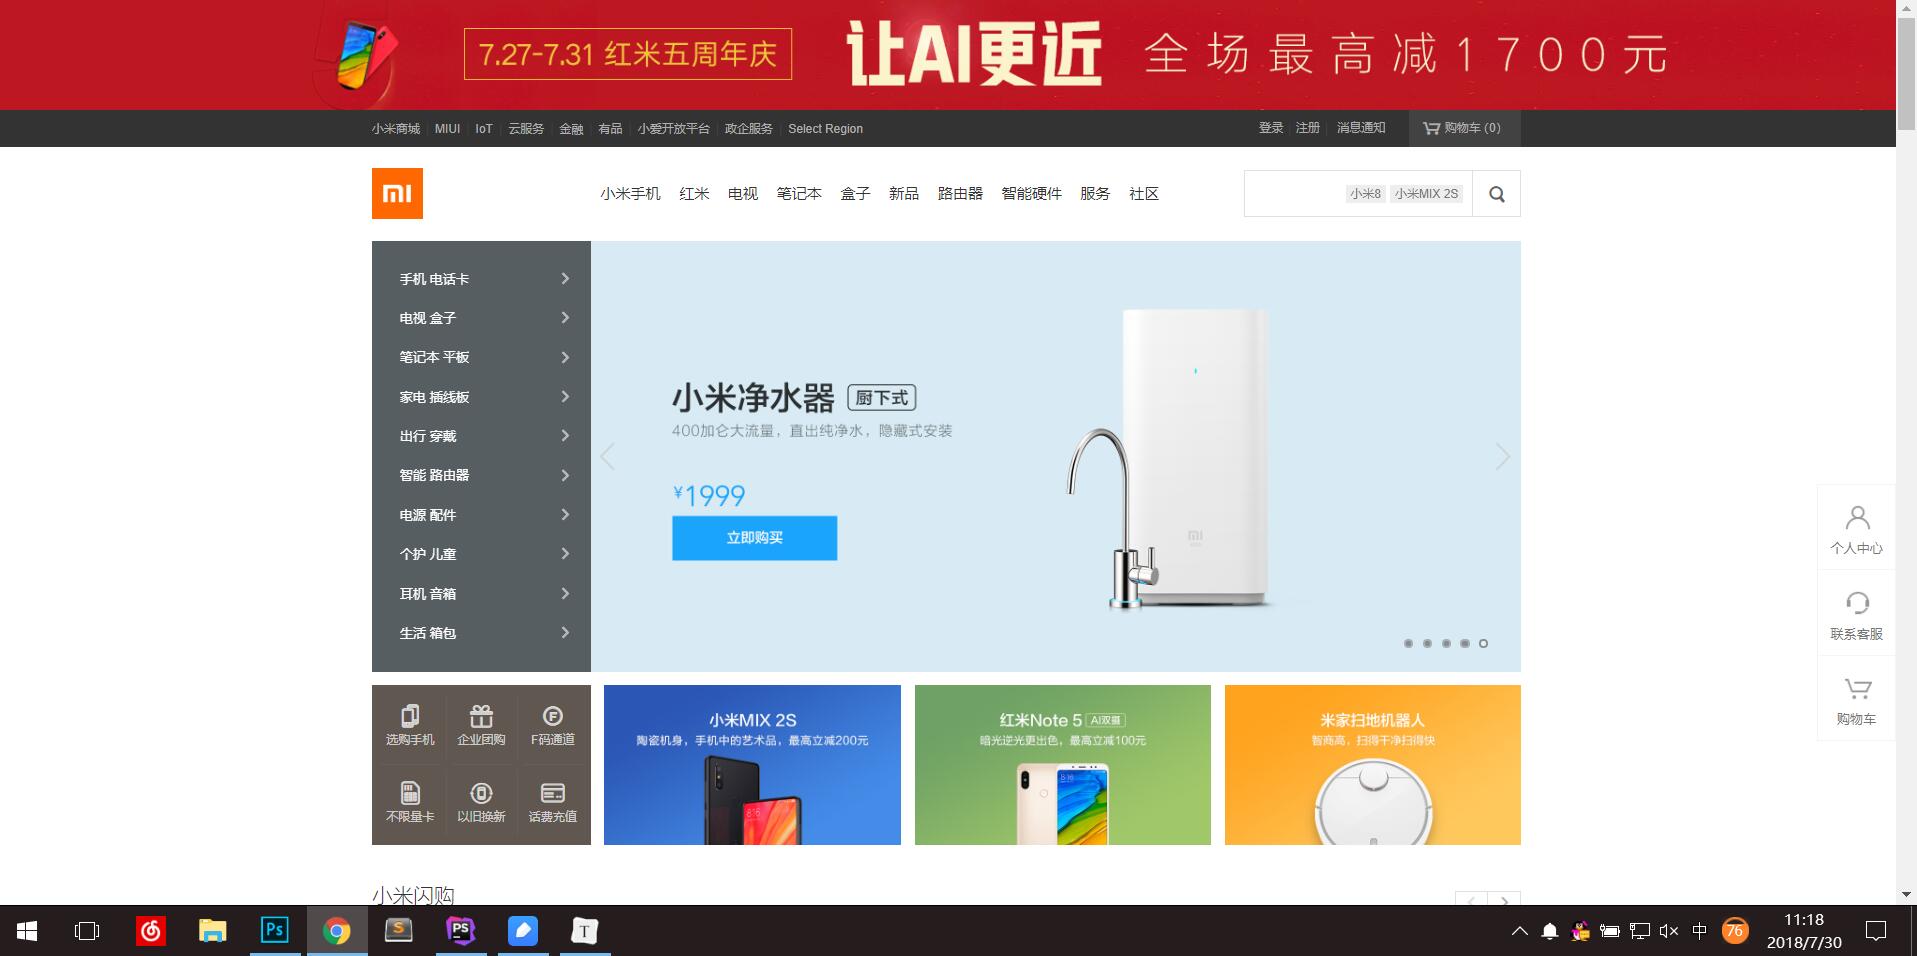 7.27-7.31 红米五周年庆 让AI更近 全场最高减1700元
小米商城 MIUI IoT 云服务 金融 有品 小爱开放平台 政企服务 Select Region 登录 注册 消息通知 购物车 (0)
小米手机 红米 电视 笔记本 盒子 新品 路由器 智能硬件 服务 社区 小米8 小米MIX 2S
手机 电话卡
电视 盒子
笔记本 平板
家电 插线板
出行 穿戴
智能 路由器
电源 配件
个护 儿童
耳机 音箱
生活 箱包
小米净水器 厨下式
400加仑大流量，直出纯净水，隐藏式安装
¥1999
立即购买
个人中心
联系客服
购物车
选购手机 企业团购 F码通道
不限量卡 以旧换新 话费充值
小米MIX 2S
陶瓷机身，手机中的艺术品，最高立减200元
红米Note 5 AI双摄
暗光逆光更出色，最高立减100元
米家扫地机器人
智商高，扫得干净扫得快
小米闪购
中 76 11:18
2018/7/30